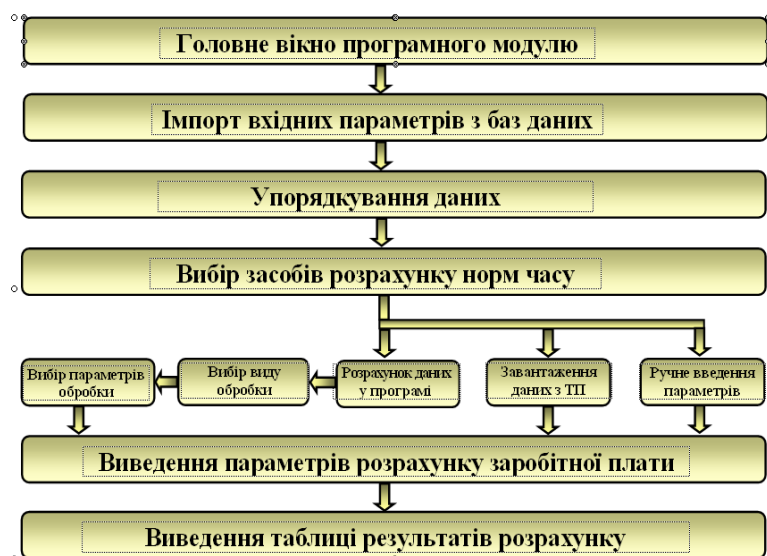 Головне вікно програмного модулю
Імпорт вхідних параметрів з баз даних
Упорядкування даних
Вибір засобів розрахунку норм часу
Вибір параметрів
обробки
Вибір виду
обробки
Розрахунок даних
у програмі
Завантаження
даних з ТП
Ручне введення
параметрів
Виведення параметрів розрахунку заробітної плати
Виведення таблиці результатів розрахунку